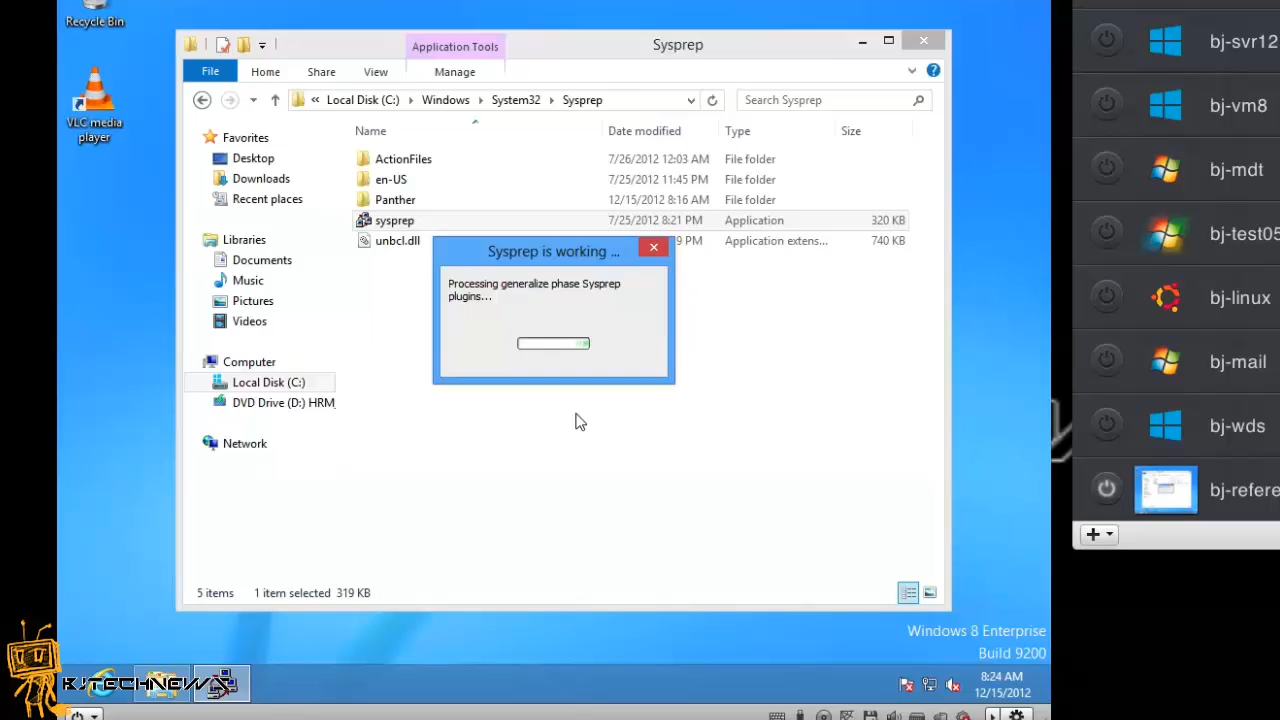 Recycle Bin
VLC media
player
Application Tools
Sysprep
File
Home
Share
View
Manage
« Local Disk (C:) ▸ Windows ▸ System32 ▸ Sysprep
Search Sysprep
Name
Date modified
Type
Size
Favorites
Desktop
Downloads
Recent places
Libraries
Documents
Music
Pictures
Videos
Computer
Local Disk (C:)
DVD Drive (D:) HRM_
Network
ActionFiles 7/26/2012 12:03 AM File folder
en-US 7/25/2012 11:45 PM File folder
Panther 12/15/2012 8:16 AM File folder
sysprep 7/25/2012 8:21 PM Application 320 KB
unbcl.dll 9 PM Application extens... 740 KB
Sysprep is working ...
Processing generalize phase Sysprep
plugins...
5 items 1 item selected 319 KB
Windows 8 Enterprise
Build 9200
8:24 AM
12/15/2012
BJTECHNEWS
bj-svr12
bj-vm8
bj-mdt
bj-test05
bj-linux
bj-mail
bj-wds
bj-refere